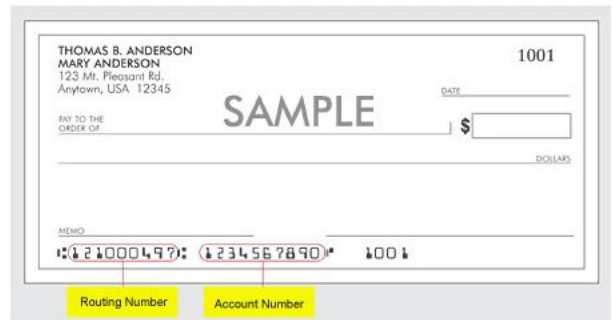 THOMAS B. ANDERSON
MARY ANDERSON
123 Mt. Pleasant Rd.
Anytown, USA 12345
1001
DATE
SAMPLE
PAY TO THE
ORDER OF
$
DOLLARS
MEMO
⑆121000497⑆ 1234567890⑈ 1001
Routing Number Account Number